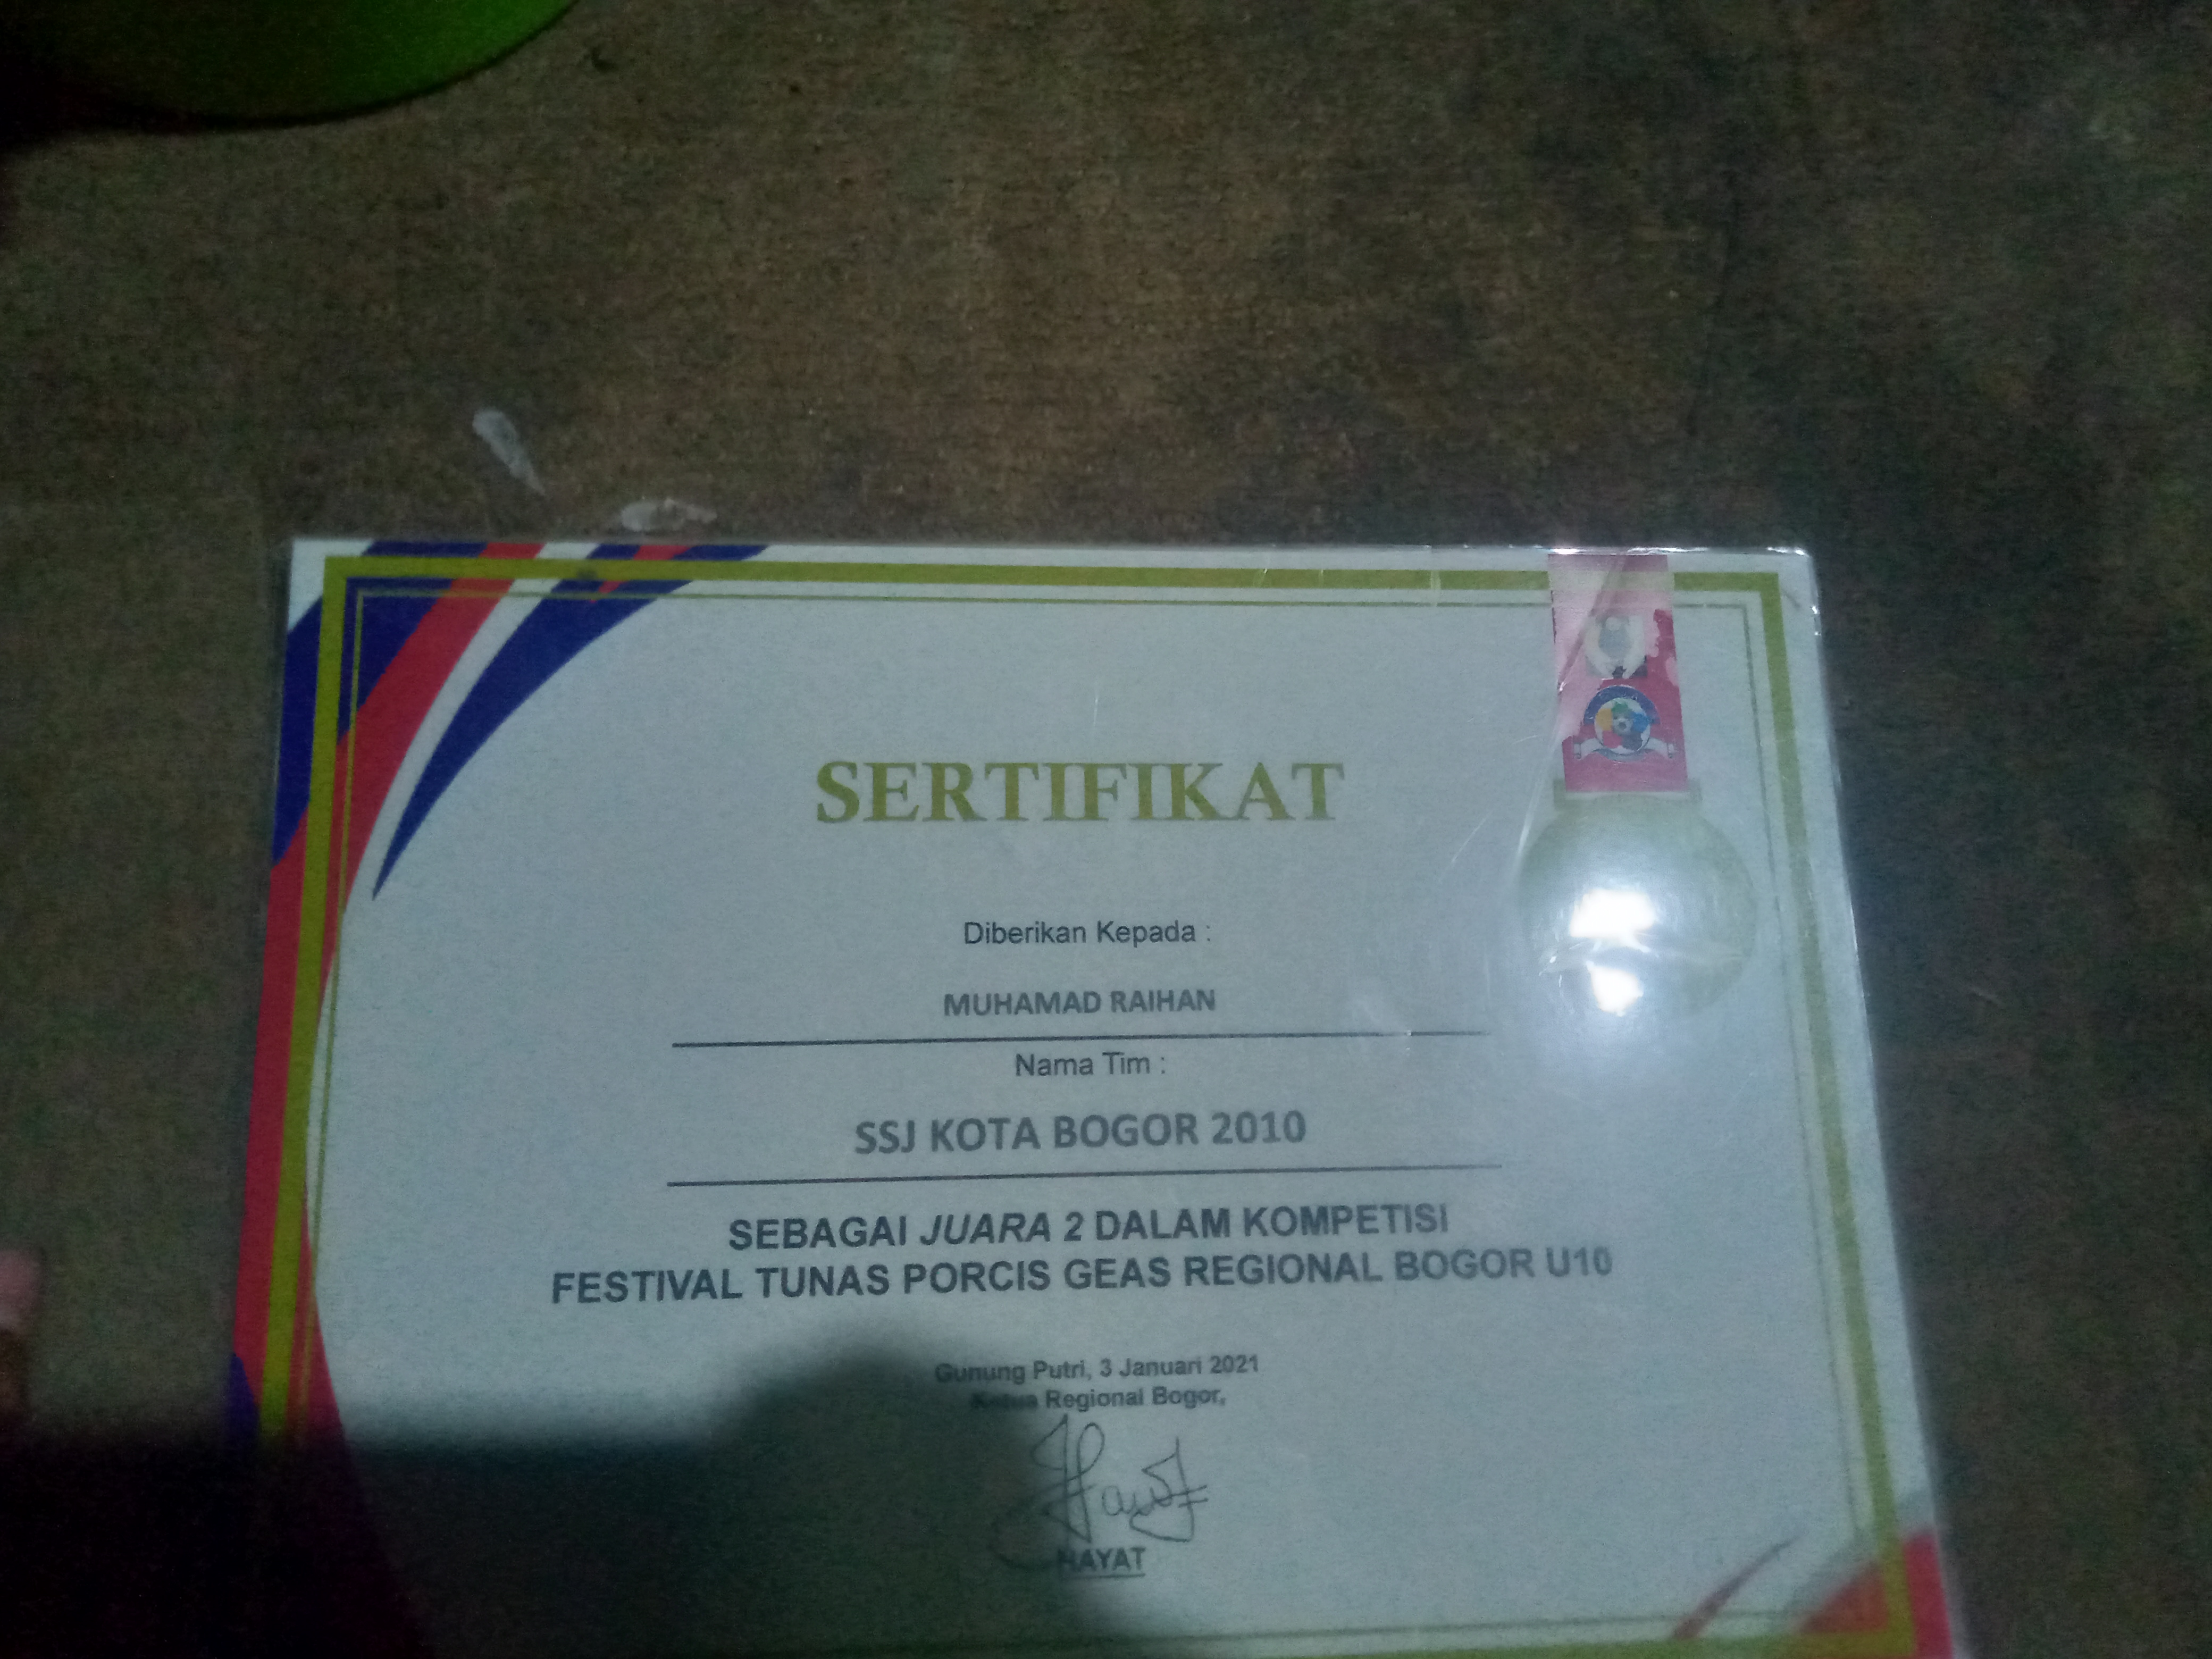 SERTIFIKAT
Diberikan Kepada :
MUHAMAD RAIHAN
Nama Tim :
SSJ KOTA BOGOR 2010
SEBAGAI JUARA 2 DALAM KOMPETISI
FESTIVAL TUNAS PORCIS GEAS REGIONAL BOGOR U10
Gunung Putri, 3 Januari 2021
Ketua Regional Bogor,
HAYAT